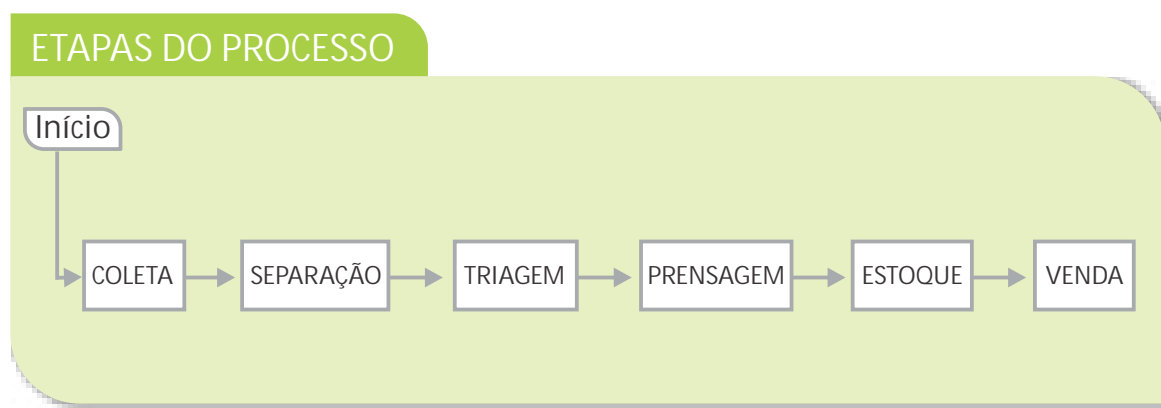 ETAPAS DO PROCESSO
Início
COLETA
SEPARAÇÃO
TRIAGEM
PRENSAGEM
ESTOQUE
VENDA